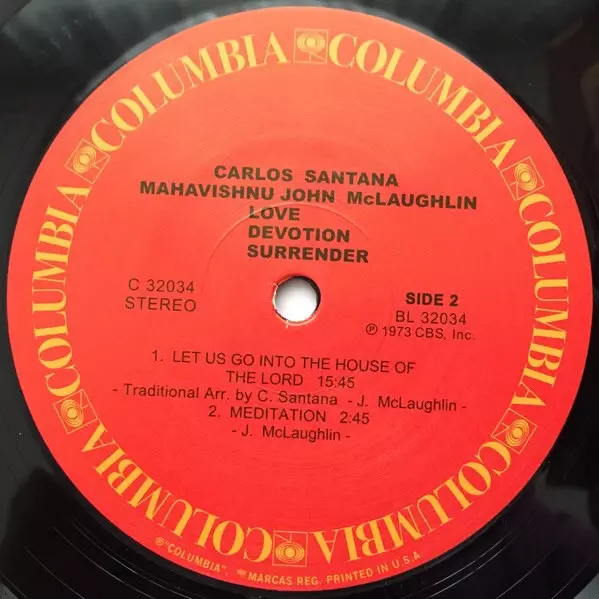 COLUMBIA COLUMBIA COLUMBIA COLUMBIA COLUMBIA COLUMBIA COLUMBIA
CARLOS SANTANA
MAHAVISHNU JOHN McLAUGHLIN
LOVE
DEVOTION
SURRENDER
C 32034
STEREO
SIDE 2
BL 32034
Ⓟ 1973 CBS, Inc.
1. LET US GO INTO THE HOUSE OF
THE LORD 15:45
- Traditional Arr. by C. Santana - J. McLaughlin -
2. MEDITATION 2:45
- J. McLaughlin -
®"COLUMBIA", MARCAS REG. PRINTED IN U.S.A.